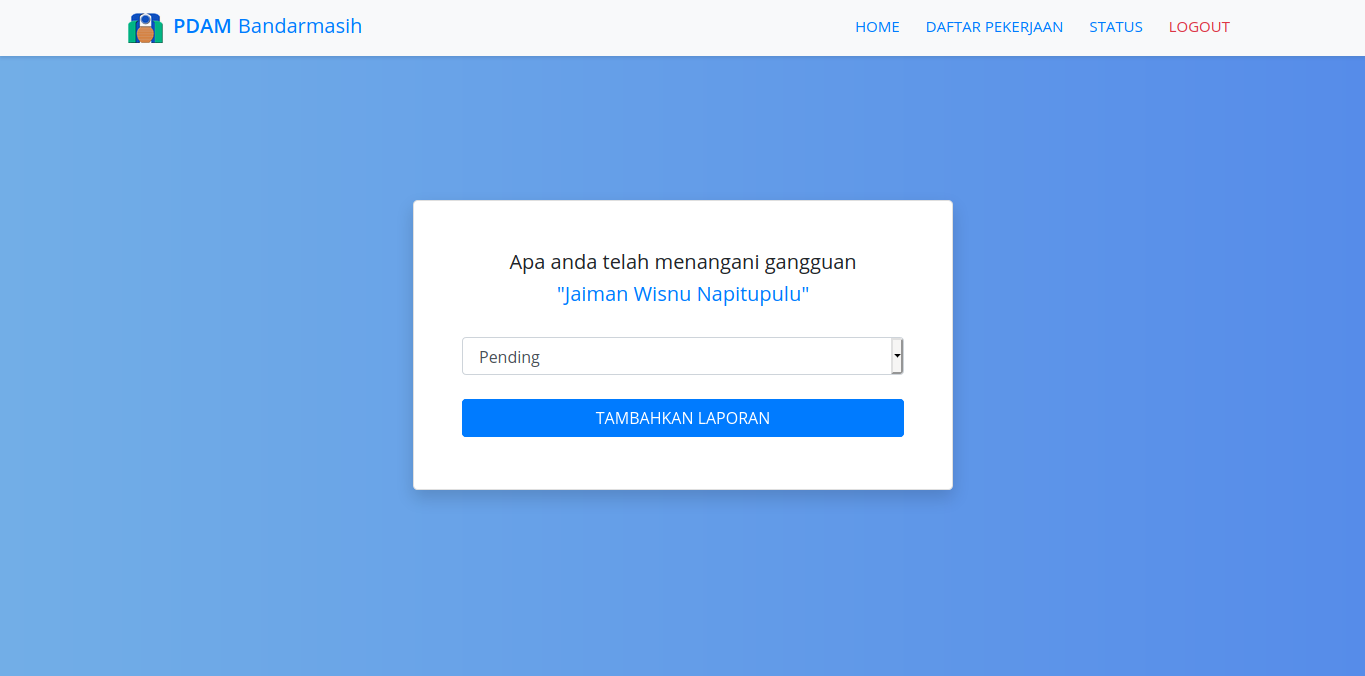 PDAM Bandarmasih
HOME DAFTAR PEKERJAAN STATUS LOGOUT
Apa anda telah menangani gangguan
"Jaiman Wisnu Napitupulu"
Pending
TAMBAHKAN LAPORAN